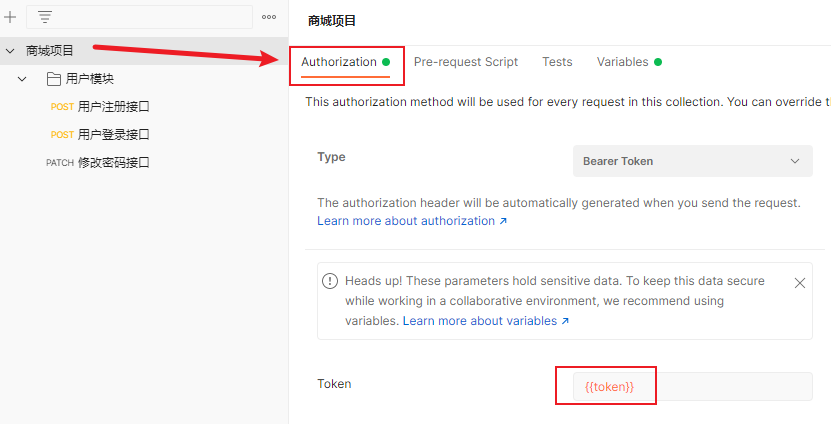 商城项目
用户模块
POST 用户注册接口
POST 用户登录接口
PATCH 修改密码接口
商城项目
Authorization Pre-request Script Tests Variables
This authorization method will be used for every request in this collection. You can override
Type Bearer Token
The authorization header will be automatically generated when you send the request.
Learn more about authorization ↗
Heads up! These parameters hold sensitive data. To keep this data secure
while working in a collaborative environment, we recommend using
variables. Learn more about variables ↗
Token {{token}}